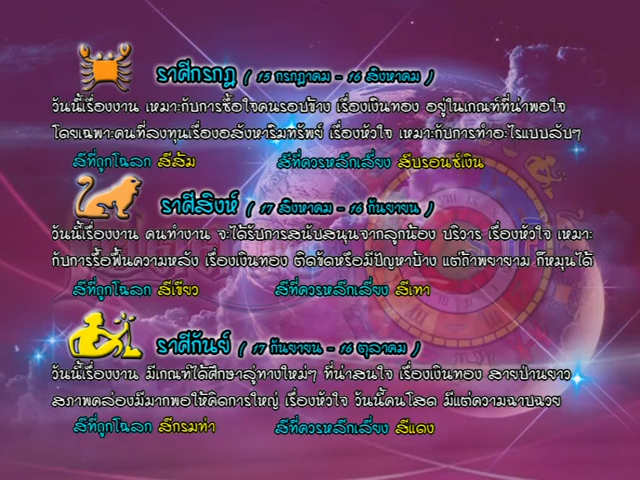 ราศีกรกฎ ( 15 กรกฎาคม - 16 สิงหาคม )
วันนี้เรื่องงาน เหมาะกับการซื้อใจคนรอบข้าง เรื่องเงินทอง อยู่ในเกณท์ที่น่าพอใจ
โดยเฉพาะคนที่ลงทุนเรื่องอสังหาริมทรัพย์ เรื่องหัวใจ เหมาะกับการทำอะไรแบบลับๆ
สีที่ถูกโฉลก สีส้ม สีที่ควรหลีกเลี่ยง สีบรอนซ์เงิน
ราศีสิงห์ ( 17 สิงหาคม - 16 กันยายน )
วันนี้เรื่องงาน คนทำงาน จะได้รับการสนับสนุนจากลูกน้อง บริวาร เรื่องหัวใจ เหมาะ
กับการรื้อฟื้นความหลัง เรื่องเงินทอง ติดขัดหรือมีปัญหาบ้าง แต่ถ้าพยายาม ก็หมุนได้
สีที่ถูกโฉลก สีเขียว สีที่ควรหลีกเลี่ยง สีเทา
ราศีกันย์ ( 17 กันยายน - 16 ตุลาคม )
วันนี้เรื่องงาน มีเกณท์ได้ศึกษาลู่ทางใหม่ๆ ที่น่าสนใจ เรื่องเงินทอง สายป่านยาว
สภาพคล่องมีมากพอให้คิดการใหญ่ เรื่องหัวใจ วันนี้คนโสด มีแต่ความฉาบฉวย
สีที่ถูกโฉลก สีกรมท่า สีที่ควรหลีกเลี่ยง สีแดง